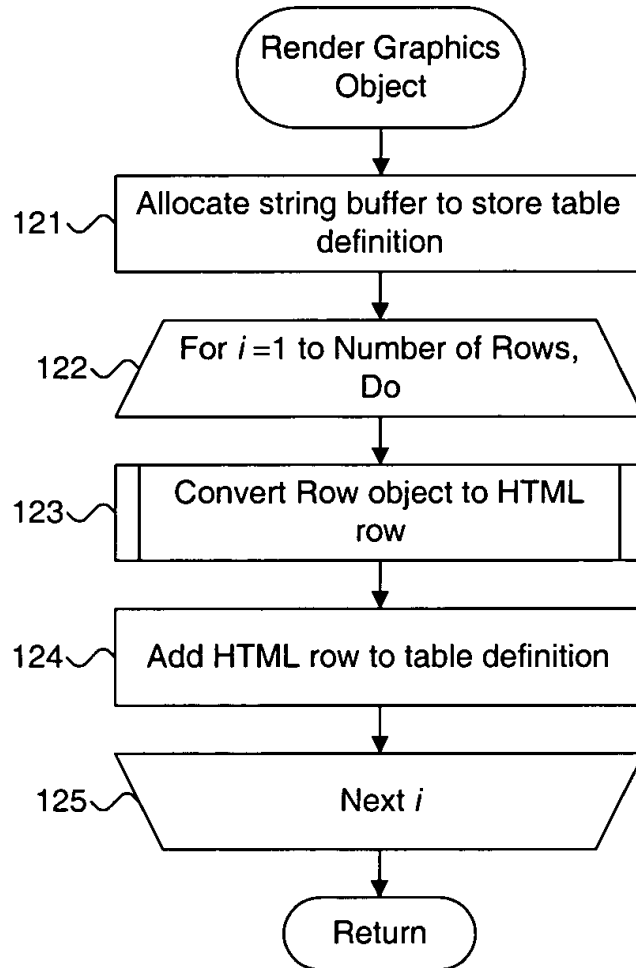 Render Graphics
Object
121
Allocate string buffer to store table
definition
122
For i =1 to Number of Rows,
Do
123
Convert Row object to HTML
row
124
Add HTML row to table definition
125
Next i
Return